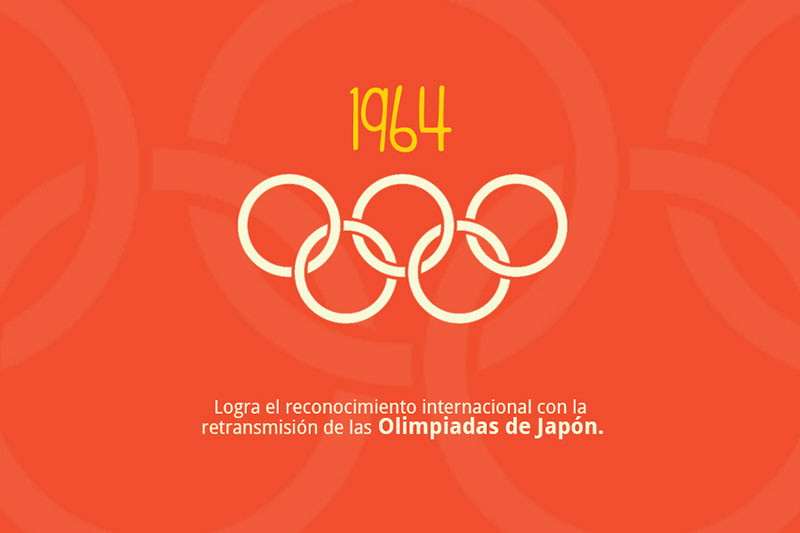 1964
Logra el reconocimiento internacional con la
retransmisión de las Olimpiadas de Japón.